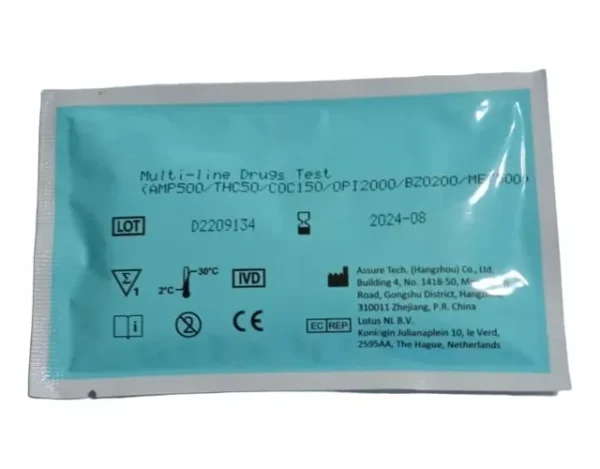 Multi-line Drugs Test
(AMP500/THC50/COC150/OPI2000/BZO200/
LOT D2209134 2024-08
Σ 1 2°C 30°C IVD
Assure Tech. (Hangzhou) Co., Ltd.
Building 4, No. 1418-50,
Road, Gongshu District,
310011 Zhejiang, P.R. China
i 2 CE EC REP
Lotus NL B.V.
Koningin Julianaplein 10, le Verd,
2595AA, The Hague, Netherlands